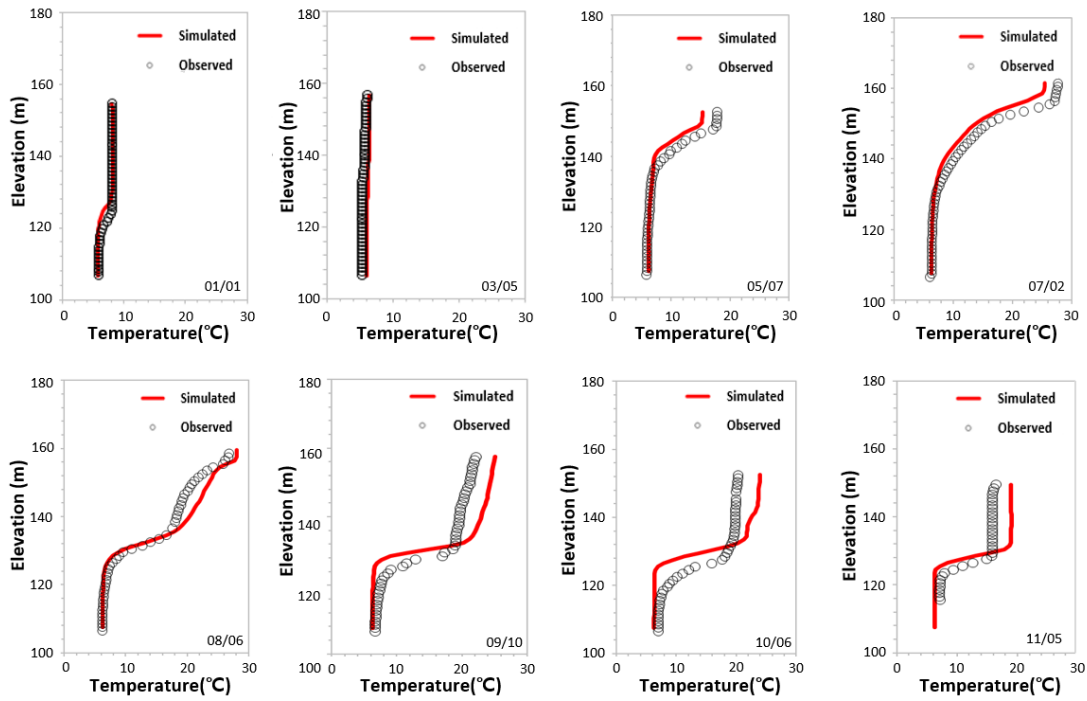 180
160
140
120
100
0
10
20
30
Elevation (m)
Temperature(℃)
Simulated
Observed
01/01
180
160
140
120
100
0
10
20
30
Elevation (m)
Temperature(℃)
Simulated
Observed
03/05
180
160
140
120
100
0
10
20
30
Elevation (m)
Temperature(℃)
Simulated
Observed
05/07
180
160
140
120
100
0
10
20
30
Elevation (m)
Temperature(℃)
Simulated
Observed
07/02
180
160
140
120
100
0
10
20
30
Elevation (m)
Temperature(℃)
Simulated
Observed
08/06
180
160
140
120
100
0
10
20
30
Elevation (m)
Temperature(℃)
Simulated
Observed
09/10
180
160
140
120
100
0
10
20
30
Elevation (m)
Temperature(℃)
Simulated
Observed
10/06
180
160
140
120
100
0
10
20
30
Elevation (m)
Temperature(℃)
Simulated
Observed
11/05